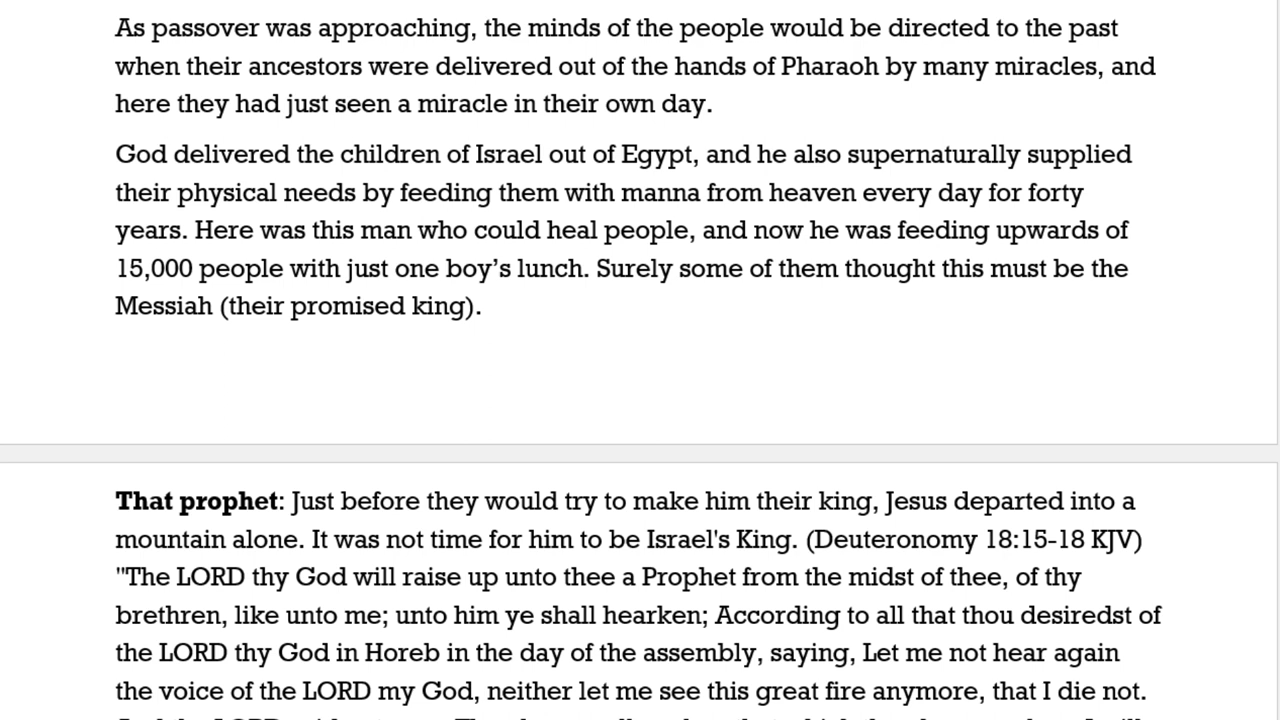 As passover was approaching, the minds of the people would be directed to the past
when their ancestors were delivered out of the hands of Pharaoh by many miracles, and
here they had just seen a miracle in their own day.
God delivered the children of Israel out of Egypt, and he also supernaturally supplied
their physical needs by feeding them with manna from heaven every day for forty
years. Here was this man who could heal people, and now he was feeding upwards of
15,000 people with just one boy’s lunch. Surely some of them thought this must be the
Messiah (their promised king).
That prophet: Just before they would try to make him their king, Jesus departed into a
mountain alone. It was not time for him to be Israel's King. (Deuteronomy 18:15-18 KJV)
"The LORD thy God will raise up unto thee a Prophet from the midst of thee, of thy
brethren, like unto me; unto him ye shall hearken; According to all that thou desiredst of
the LORD thy God in Horeb in the day of the assembly, saying, Let me not hear again
the voice of the LORD my God, neither let me see this great fire anymore, that I die not.